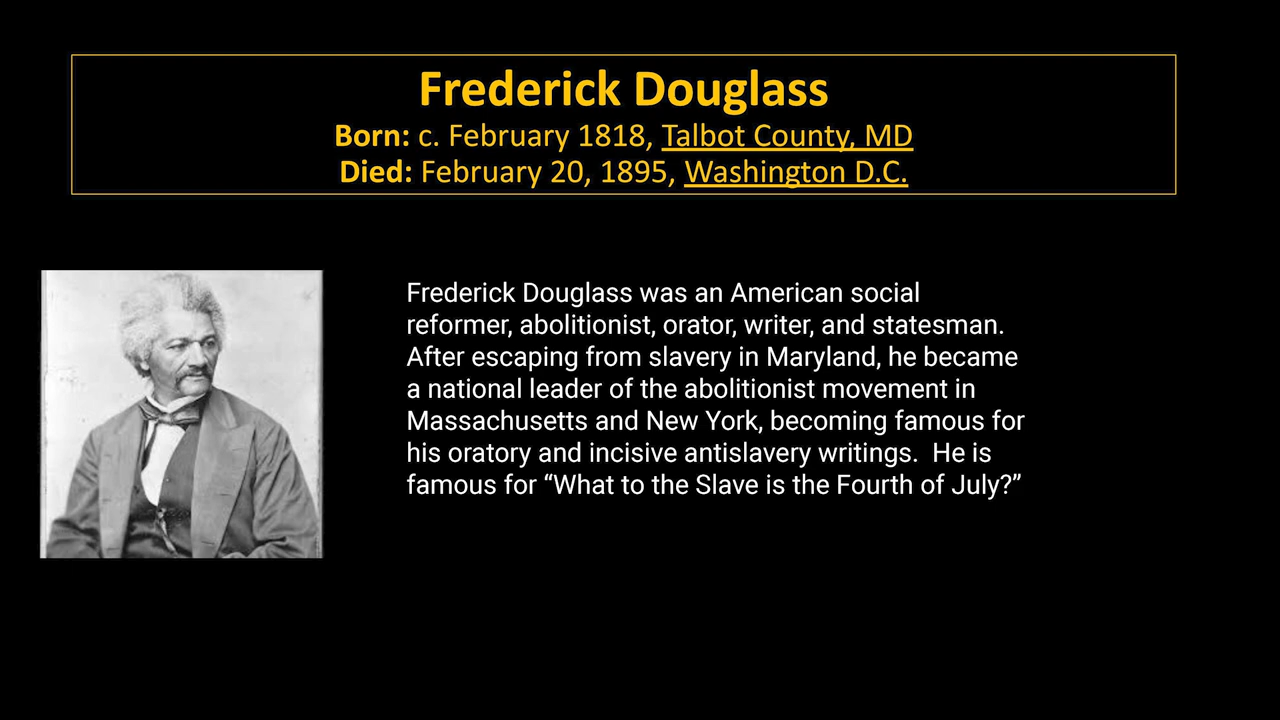 Frederick Douglass
Born: c. February 1818, Talbot County, MD
Died: February 20, 1895, Washington D.C.
Frederick Douglass was an American social
reformer, abolitionist, orator, writer, and statesman.
After escaping from slavery in Maryland, he became
a national leader of the abolitionist movement in
Massachusetts and New York, becoming famous for
his oratory and incisive antislavery writings.  He is
famous for “What to the Slave is the Fourth of July?”